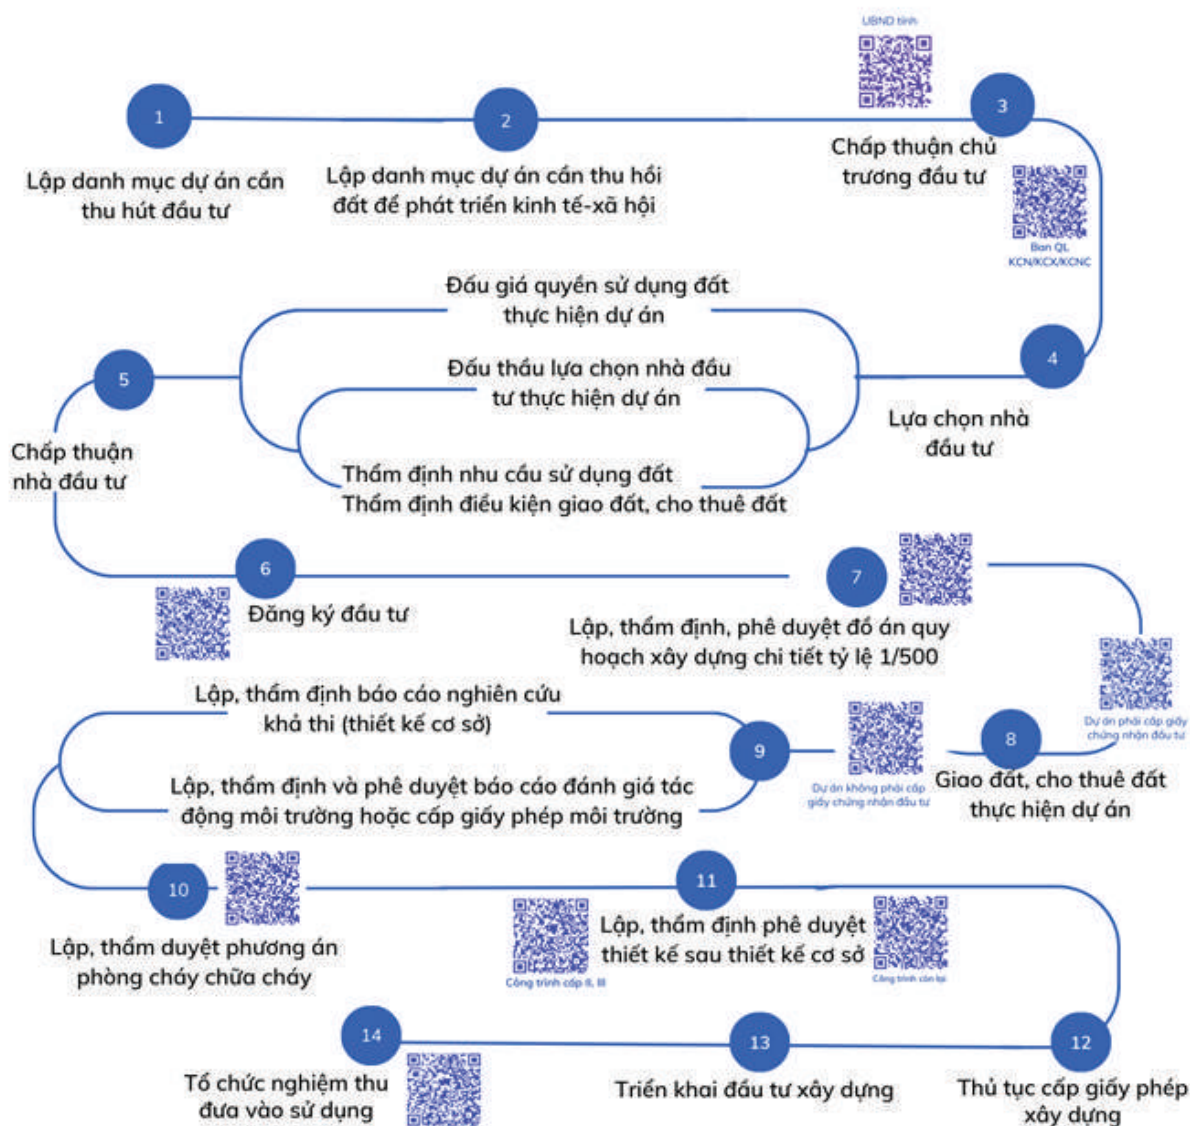 UBND tỉnh
1
2
3
Lập danh mục dự án cần
thu hút đầu tư
Lập danh mục dự án cần thu hồi
đất để phát triển kinh tế-xã hội
Chấp thuận chủ
trương đầu tư
Ban QL
KCN/KCX/KCNC
Đấu giá quyền sử dụng đất
thực hiện dự án
4
5
Đấu thầu lựa chọn nhà đầu
tư thực hiện dự án
Lựa chọn nhà
đầu tư
Chấp thuận
nhà đầu tư
Thẩm định nhu cầu sử dụng đất
Thẩm định điều kiện giao đất, cho thuê đất
6
7
Đăng ký đầu tư
Lập, thẩm định, phê duyệt đồ án quy
hoạch xây dựng chi tiết tỷ lệ 1/500
Dự án phải cấp giấy
chứng nhận đầu tư
Lập, thẩm định báo cáo nghiên cứu
khả thi (thiết kế cơ sở)
9
8
Lập, thẩm định và phê duyệt báo cáo đánh giá tác
động môi trường hoặc cấp giấy phép môi trường
Dự án không phải cấp
giấy chứng nhận đầu tư
Giao đất, cho thuê đất
thực hiện dự án
10
11
Lập, thẩm duyệt phương án
phòng cháy chữa cháy
Lập, thẩm định phê duyệt
thiết kế sau thiết kế cơ sở
Công trình cấp II, III
Công trình còn lại
14
13
12
Tổ chức nghiệm thu
đưa vào sử dụng
Triển khai đầu tư xây dựng
Thủ tục cấp giấy phép
xây dựng